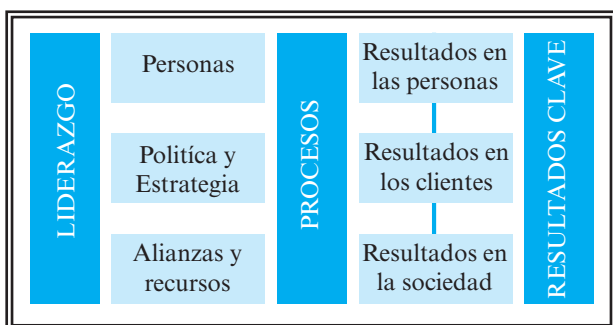 LIDERAZGO
Personas
Politíca y
Estrategia
Alianzas y
recursos
PROCESOS
Resultados en
las personas
Resultados en
los clientes
Resultados en
la sociedad
RESULTADOS CLAVE